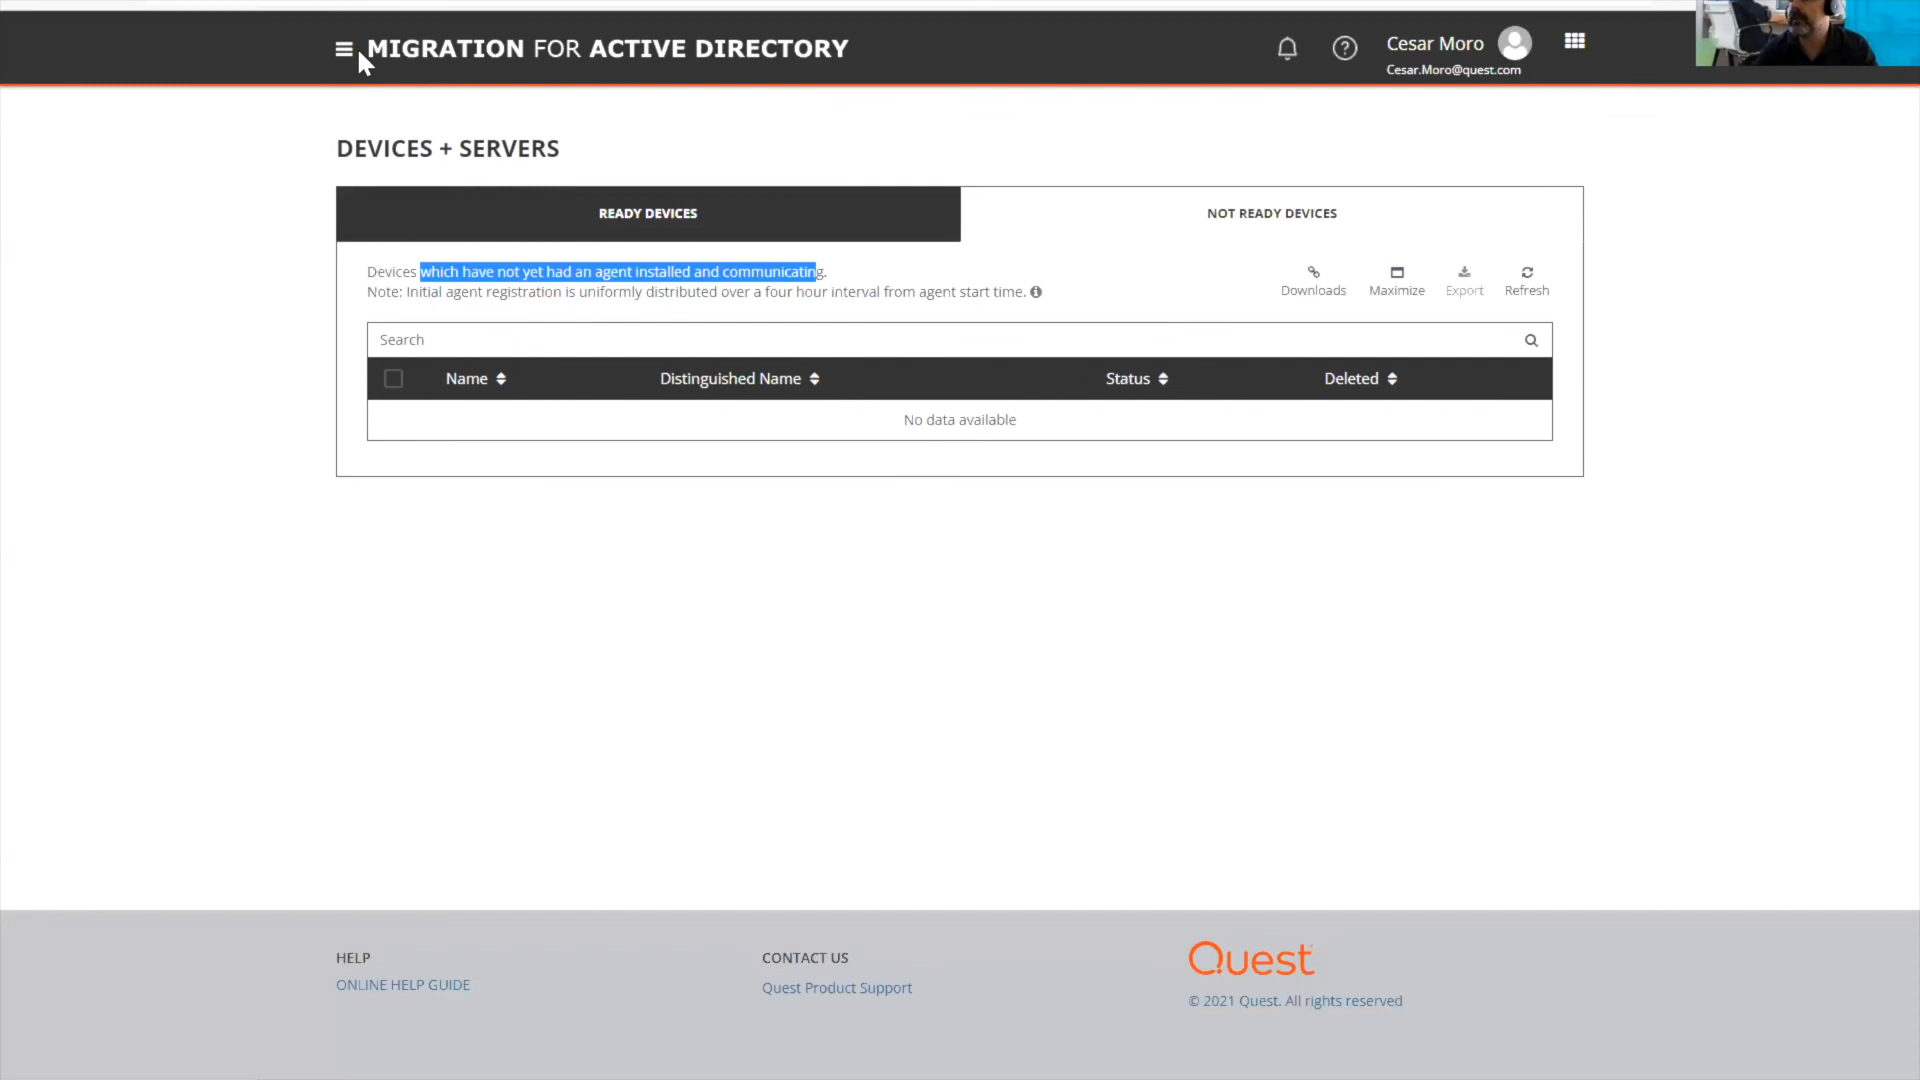 MIGRATION FOR ACTIVE DIRECTORY
Cesar Moro
Cesar.Moro@quest.com
DEVICES + SERVERS
READY DEVICES
NOT READY DEVICES
Devices which have not yet had an agent installed and communicating.
Note: Initial agent registration is uniformly distributed over a four hour interval from agent start time.
Downloads
Maximize
Export
Refresh
Search
Name
Distinguished Name
Status
Deleted
No data available
HELP
ONLINE HELP GUIDE
CONTACT US
Quest Product Support
Quest
© 2021 Quest. All rights reserved